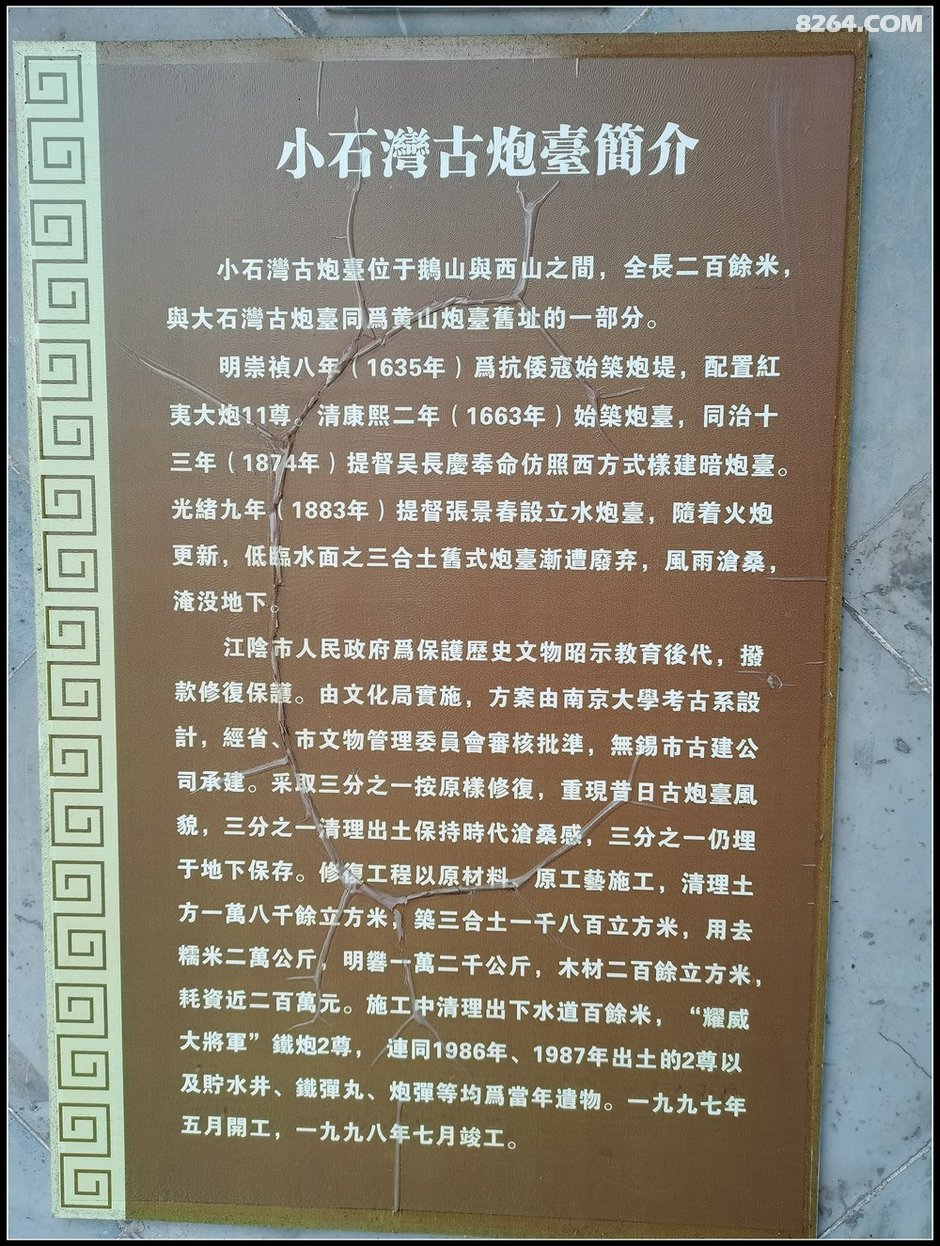 8264.COM
小石灣古炮臺簡介
小石灣古炮臺位于鵝山與西山之間，全長二百餘米，
與大石灣古炮臺同爲黄山炮臺舊址的一部分。
明崇禎八年（1635年）爲抗倭寇始築炮堤，配置紅
夷大炮11尊。清康熙二年（1663年）始築炮臺，同治十
三年（1874年）提督吴長慶奉命仿照西方式樣建暗炮臺。
光緒九年（1883年）提督張景春設立水炮臺，隨着火炮
更新，低臨水面之三合土舊式炮臺漸遭廢弃，風雨滄桑，
淹没地下。
江陰市人民政府爲保護歷史文物昭示教育後代，撥
款修復保護。由文化局實施，方案由南京大學考古系設
計，經省、市文物管理委員會審核批準，無錫市古建公
司承建。采取三分之一按原樣修復，重現昔日古炮臺風
貌，三分之一清理出土保持時代滄桑感，三分之一仍埋
于地下保存。修復工程以原材料、原工藝施工，清理土
方一萬八千餘立方米，築三合土一千八百立方米，用去
糯米二萬公斤，明礬一萬二千公斤，木材二百餘立方米，
耗資近二百萬元。施工中清理出下水道百餘米，“耀威
大將軍”鐵炮2尊，連同1986年、1987年出土的2尊以
及貯水井、鐵彈丸、炮彈等均爲當年遺物。一九九七年
五月開工，一九九八年七月竣工。